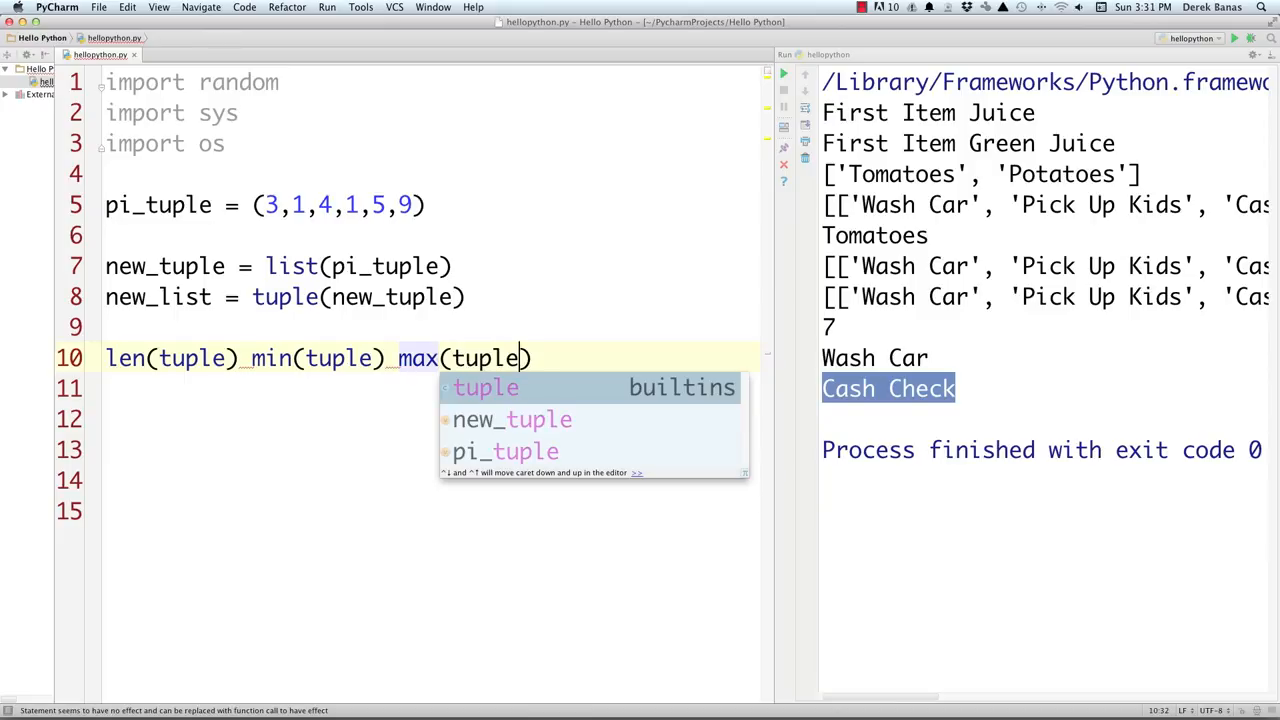 PyCharm File Edit View Navigate Code Refactor Run Tools VCS Window Help 10 Sun 3:31 PM Derek Banas
hellopython.py - Hello Python - [~/PycharmProjects/Hello Python]
Hello Python hellopython.py hellopython
hellopython.py Run hellopython
Hello P
hell
Externa
1 import random
2 import sys
3 import os
4
5 pi_tuple = (3,1,4,1,5,9)
6
7 new_tuple = list(pi_tuple)
8 new_list = tuple(new_tuple)
9
10 len(tuple) min(tuple) max(tuple)
11
12
13
14
15
tuple builtins
new_tuple
pi_tuple
^↓ and ^↑ will move caret down and up in the editor >>
/Library/Frameworks/Python.framewo
First Item Juice
First Item Green Juice
['Tomatoes', 'Potatoes']
[['Wash Car', 'Pick Up Kids', 'Cas
Tomatoes
[['Wash Car', 'Pick Up Kids', 'Cas
[['Wash Car', 'Pick Up Kids', 'Cas
7
Wash Car
Cash Check
Process finished with exit code 0
Statement seems to have no effect and can be replaced with function call to have effect 10:32 LF UTF-8